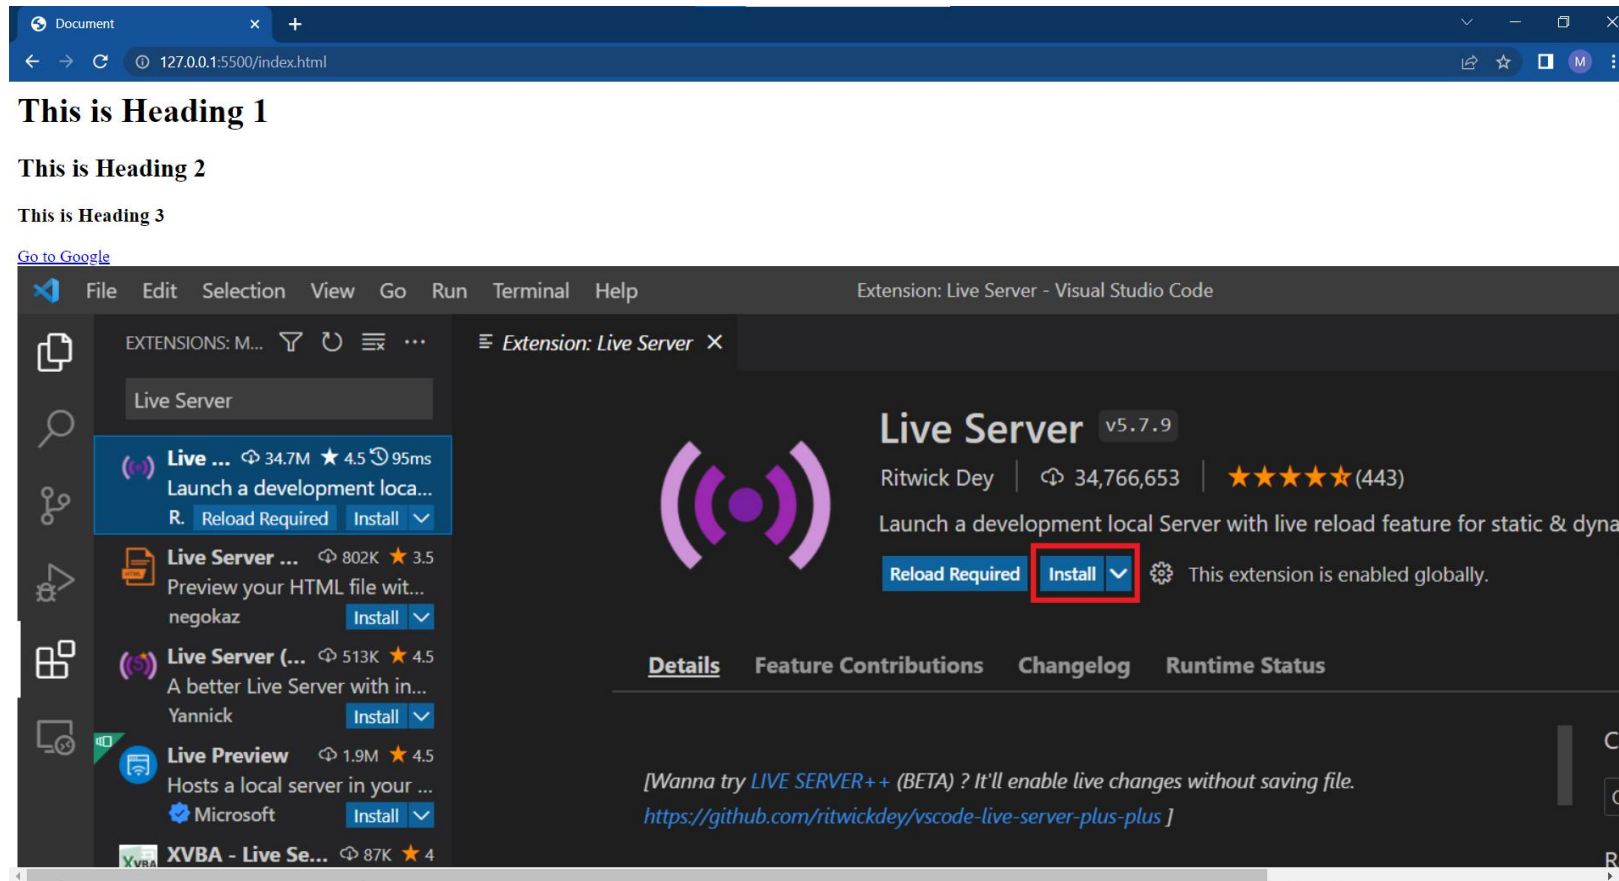 Document
127.0.0.1:5500/index.html
M
This is Heading 1
This is Heading 2
This is Heading 3
Go to Google
File Edit Selection View Go Run Terminal Help
Extension: Live Server - Visual Studio Code
EXTENSIONS: M...
Extension: Live Server
Live Server
Live ... 34.7M 4.5 95ms
Launch a development loca...
R. Reload Required Install
Live Server ... 802K 3.5
Preview your HTML file wit...
negokaz Install
Live Server (... 513K 4.5
A better Live Server with in...
Yannick Install
Live Preview 1.9M 4.5
Hosts a local server in your ...
Microsoft Install
XVBA - Live Se... 87K 4
XVBA
Live Server v5.7.9
Ritwick Dey 34,766,653 (443)
Launch a development local Server with live reload feature for static & dyna
Reload Required Install This extension is enabled globally.
Details Feature Contributions Changelog Runtime Status
[Wanna try LIVE SERVER++ (BETA) ? It'll enable live changes without saving file.
https://github.com/ritwickdey/vscode-live-server-plus-plus ]
C
R